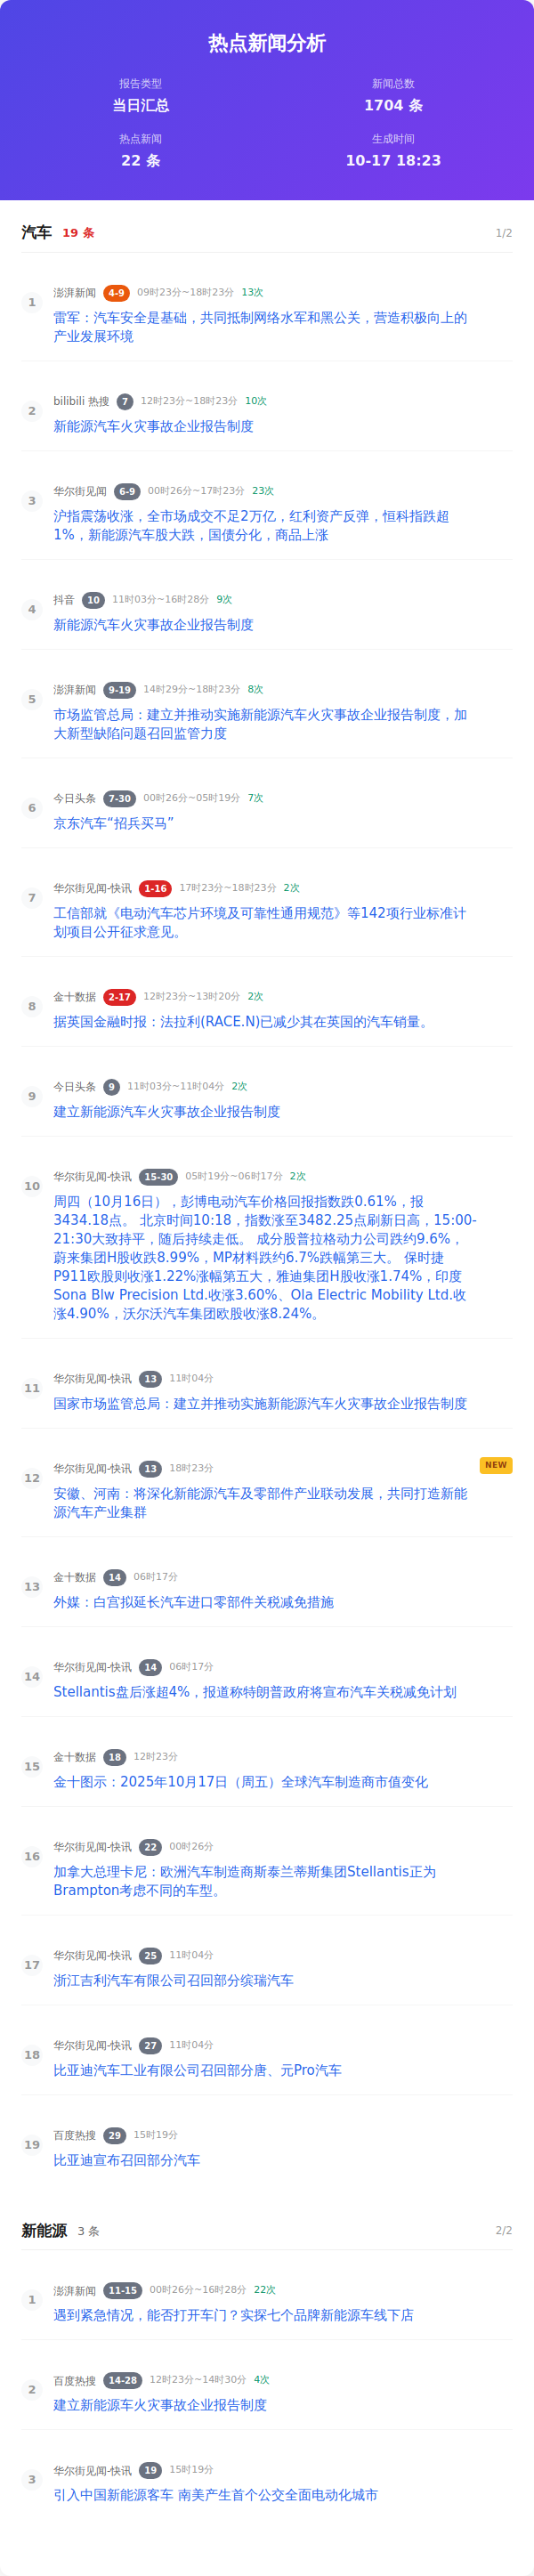 热点新闻分析
报告类型
当日汇总
新闻总数
1704 条
热点新闻
22 条
生成时间
10-17 18:23
汽车 19 条 1/2
1 澎湃新闻 4-9 09时23分~18时23分 13次
雷军：汽车安全是基础，共同抵制网络水军和黑公关，营造积极向上的
产业发展环境
2 bilibili 热搜 7 12时23分~18时23分 10次
新能源汽车火灾事故企业报告制度
3 华尔街见闻 6-9 00时26分~17时23分 23次
沪指震荡收涨，全市场成交不足2万亿，红利资产反弹，恒科指跌超
1%，新能源汽车股大跌，国债分化，商品上涨
4 抖音 10 11时03分~16时28分 9次
新能源汽车火灾事故企业报告制度
5 澎湃新闻 9-19 14时29分~18时23分 8次
市场监管总局：建立并推动实施新能源汽车火灾事故企业报告制度，加
大新型缺陷问题召回监管力度
6 今日头条 7-30 00时26分~05时19分 7次
京东汽车“招兵买马”
7 华尔街见闻-快讯 1-16 17时23分~18时23分 2次
工信部就《电动汽车芯片环境及可靠性通用规范》等142项行业标准计
划项目公开征求意见。
8 金十数据 2-17 12时23分~13时20分 2次
据英国金融时报：法拉利(RACE.N)已减少其在英国的汽车销量。
9 今日头条 9 11时03分~11时04分 2次
建立新能源汽车火灾事故企业报告制度
10 华尔街见闻-快讯 15-30 05时19分~06时17分 2次
周四（10月16日），彭博电动汽车价格回报指数跌0.61%，报
3434.18点。 北京时间10:18，指数涨至3482.25点刷新日高，15:00-
21:30大致持平，随后持续走低。 成分股普拉格动力公司跌约9.6%，
蔚来集团H股收跌8.99%，MP材料跌约6.7%跌幅第三大。 保时捷
P911欧股则收涨1.22%涨幅第五大，雅迪集团H股收涨1.74%，印度
Sona Blw Precision Ltd.收涨3.60%、Ola Electric Mobility Ltd.收
涨4.90%，沃尔沃汽车集团欧股收涨8.24%。
11 华尔街见闻-快讯 13 11时04分
国家市场监管总局：建立并推动实施新能源汽车火灾事故企业报告制度
12 华尔街见闻-快讯 13 18时23分 NEW
安徽、河南：将深化新能源汽车及零部件产业联动发展，共同打造新能
源汽车产业集群
13 金十数据 14 06时17分
外媒：白宫拟延长汽车进口零部件关税减免措施
14 华尔街见闻-快讯 14 06时17分
Stellantis盘后涨超4%，报道称特朗普政府将宣布汽车关税减免计划
15 金十数据 18 12时23分
金十图示：2025年10月17日（周五）全球汽车制造商市值变化
16 华尔街见闻-快讯 22 00时26分
加拿大总理卡尼：欧洲汽车制造商斯泰兰蒂斯集团Stellantis正为
Brampton考虑不同的车型。
17 华尔街见闻-快讯 25 11时04分
浙江吉利汽车有限公司召回部分缤瑞汽车
18 华尔街见闻-快讯 27 11时04分
比亚迪汽车工业有限公司召回部分唐、元Pro汽车
19 百度热搜 29 15时19分
比亚迪宣布召回部分汽车
新能源 3 条 2/2
1 澎湃新闻 11-15 00时26分~16时28分 22次
遇到紧急情况，能否打开车门？实探七个品牌新能源车线下店
2 百度热搜 14-28 12时23分~14时30分 4次
建立新能源车火灾事故企业报告制度
3 华尔街见闻-快讯 19 15时19分
引入中国新能源客车 南美产生首个公交全面电动化城市